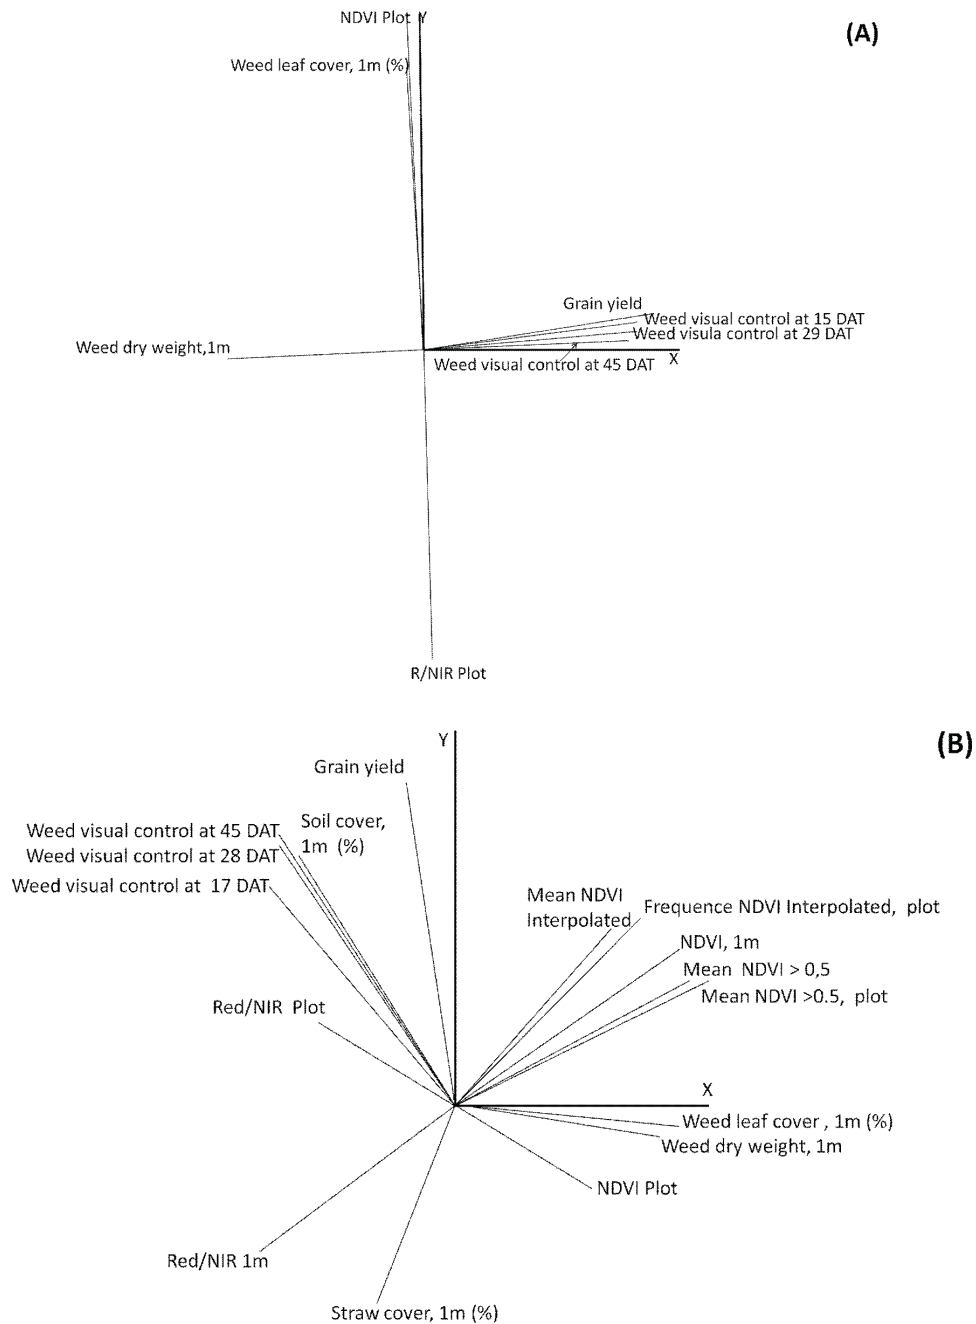 NDVI Plot Y
(A)
Weed leaf cover, 1m (%)
Grain yield
Weed visual control at 15 DAT
Weed visula control at 29 DAT
Weed dry weight,1m
X
Weed visual control at 45 DAT
R/NIR Plot
Y
(B)
Grain yield
Soil cover,
1m (%)
Weed visual control at 45 DAT
Weed visual control at 28 DAT
Weed visual control at 17 DAT
Mean NDVI
Interpolated
Frequence NDVI Interpolated, plot
NDVI, 1m
Mean NDVI > 0,5
Mean NDVI >0.5, plot
Red/NIR Plot
X
Weed leaf cover , 1m (%)
Weed dry weight, 1m
NDVI Plot
Red/NIR 1m
Straw cover, 1m (%)